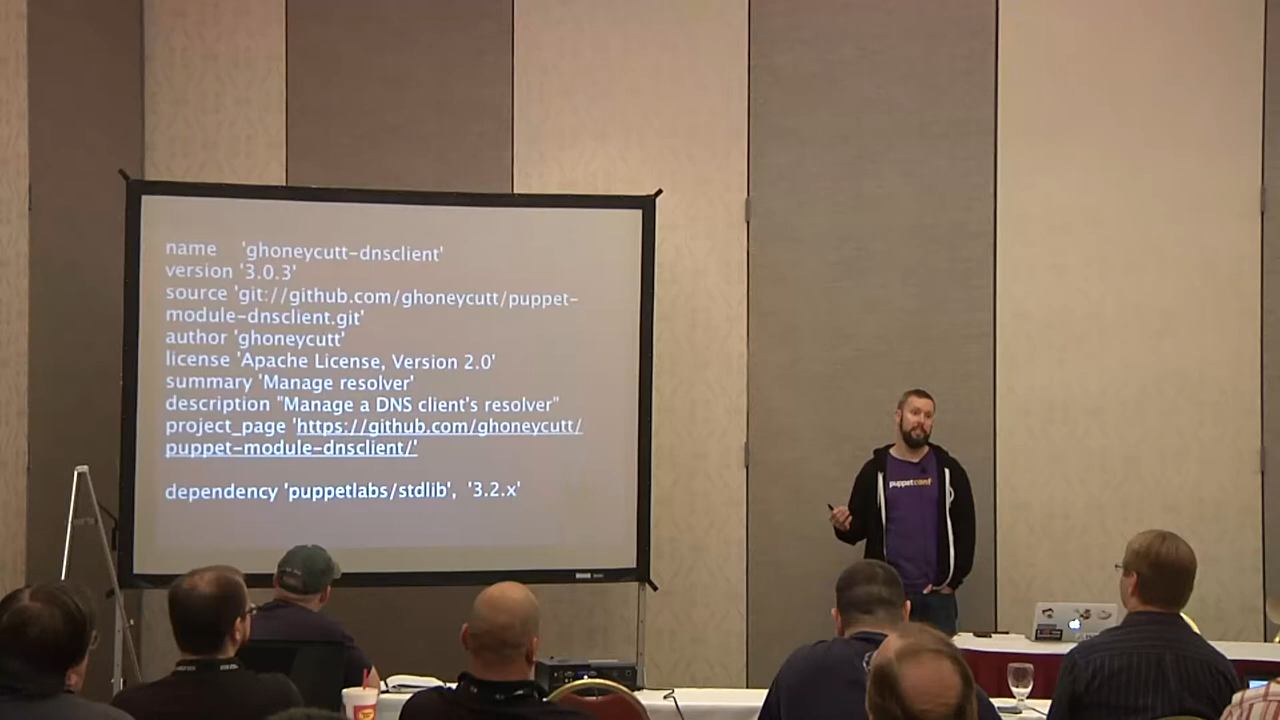 name 'ghoneycutt-dnsclient'
version '3.0.3'
source 'git://github.com/ghoneycutt/puppet-
module-dnsclient.git'
author 'ghoneycutt'
license 'Apache License, Version 2.0'
summary 'Manage resolver'
description "Manage a DNS client's resolver"
project_page 'https://github.com/ghoneycutt/
puppet-module-dnsclient/'
dependency 'puppetlabs/stdlib', '3.2.x'
puppetconf